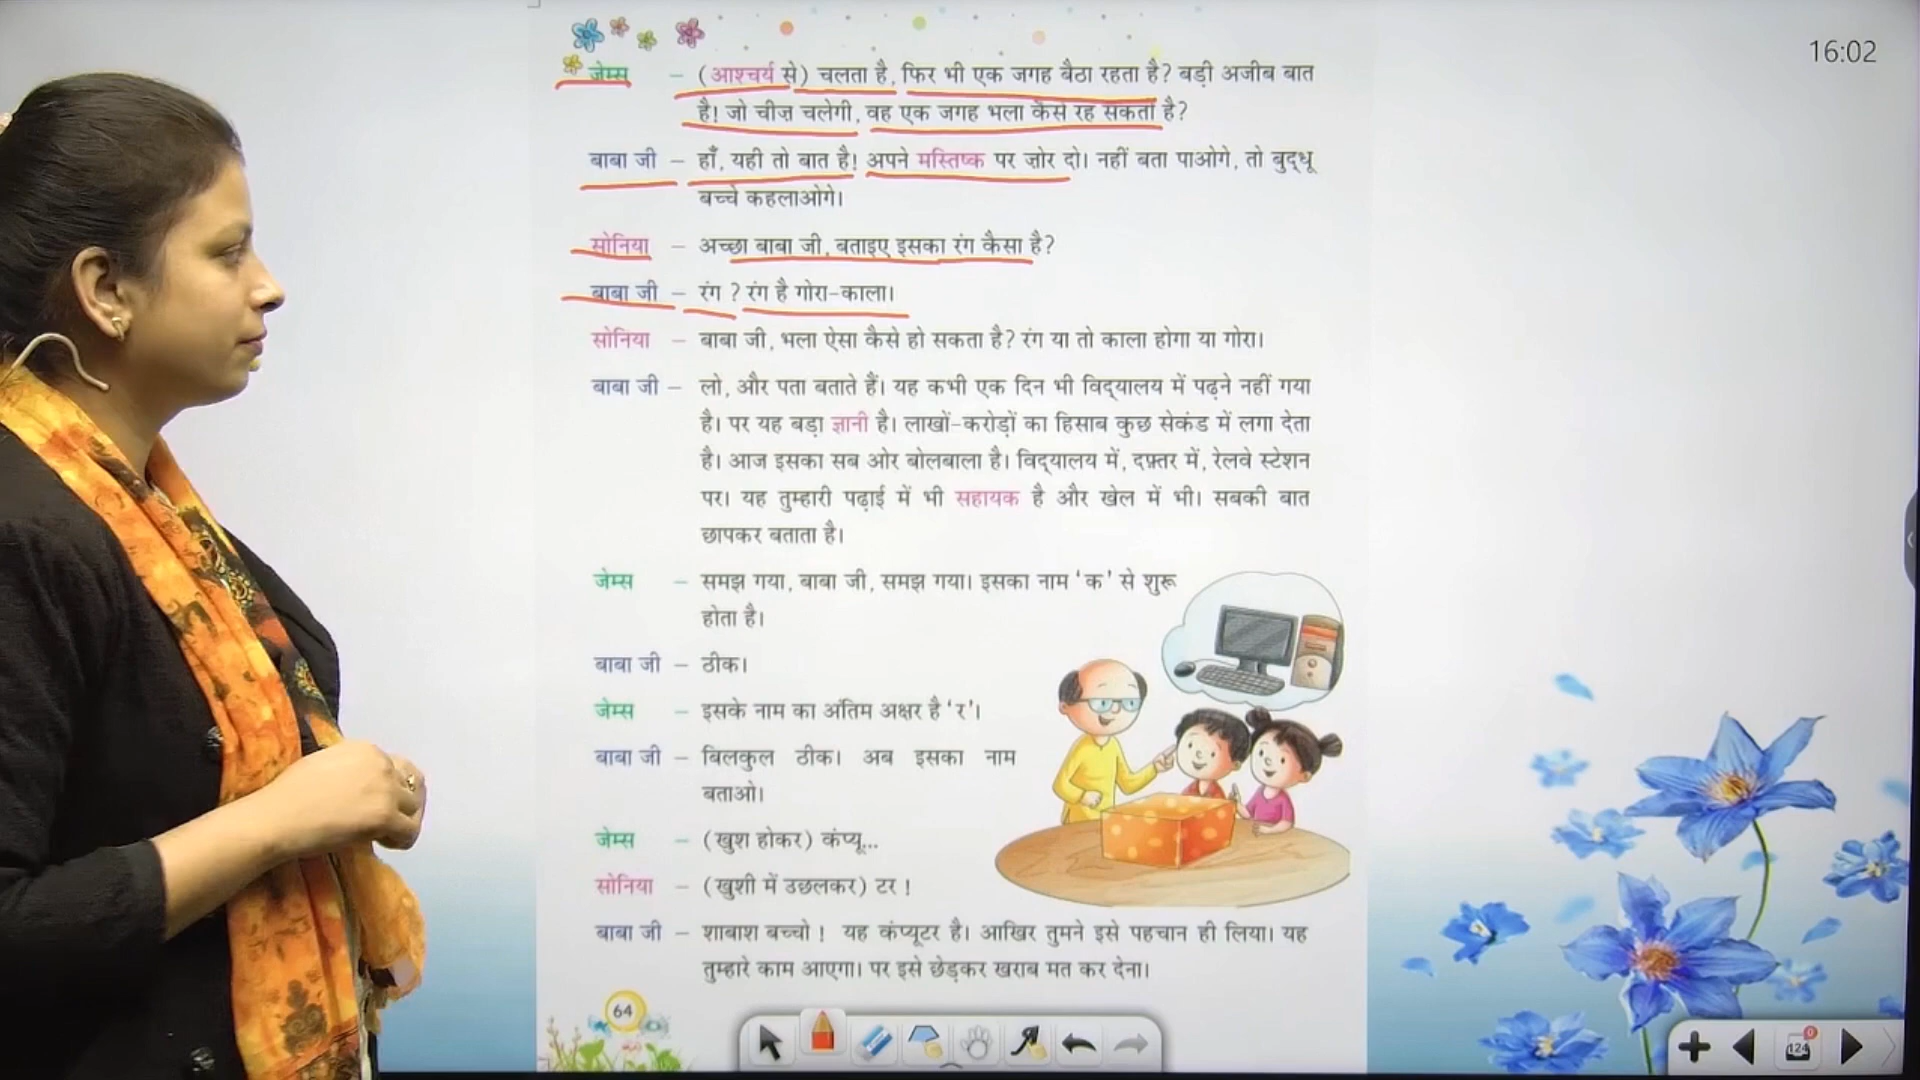 16:02
जेम्स – (आश्चर्य से) चलता है, फिर भी एक जगह बैठा रहता है? बड़ी अजीब बात
है! जो चीज़ चलेगी, वह एक जगह भला कैसे रह सकता है?
बाबा जी – हाँ, यही तो बात है! अपने मस्तिष्क पर ज़ोर दो। नहीं बता पाओगे, तो बुद्धू
बच्चे कहलाओगे।
सोनिया – अच्छा बाबा जी, बताइए इसका रंग कैसा है?
बाबा जी – रंग ? रंग है गोरा-काला।
सोनिया – बाबा जी, भला ऐसा कैसे हो सकता है? रंग या तो काला होगा या गोरा।
बाबा जी – लो, और पता बताते हैं। यह कभी एक दिन भी विद्यालय में पढ़ने नहीं गया
है। पर यह बड़ा ज्ञानी है। लाखों-करोड़ों का हिसाब कुछ सेकंड में लगा देता
है। आज इसका सब ओर बोलबाला है। विद्यालय में, दफ़्तर में, रेलवे स्टेशन
पर। यह तुम्हारी पढ़ाई में भी सहायक है और खेल में भी। सबकी बात
छापकर बताता है।
जेम्स – समझ गया, बाबा जी, समझ गया। इसका नाम ‘क’ से शुरू
होता है।
बाबा जी – ठीक।
जेम्स – इसके नाम का अंतिम अक्षर है ‘र’।
बाबा जी – बिलकुल ठीक। अब इसका नाम
बताओ।
जेम्स – (खुश होकर) कंप्यू...
सोनिया – (खुशी में उछलकर) टर !
बाबा जी – शाबाश बच्चो ! यह कंप्यूटर है। आखिर तुमने इसे पहचान ही लिया। यह
तुम्हारे काम आएगा। पर इसे छेड़कर खराब मत कर देना।
64
0
124